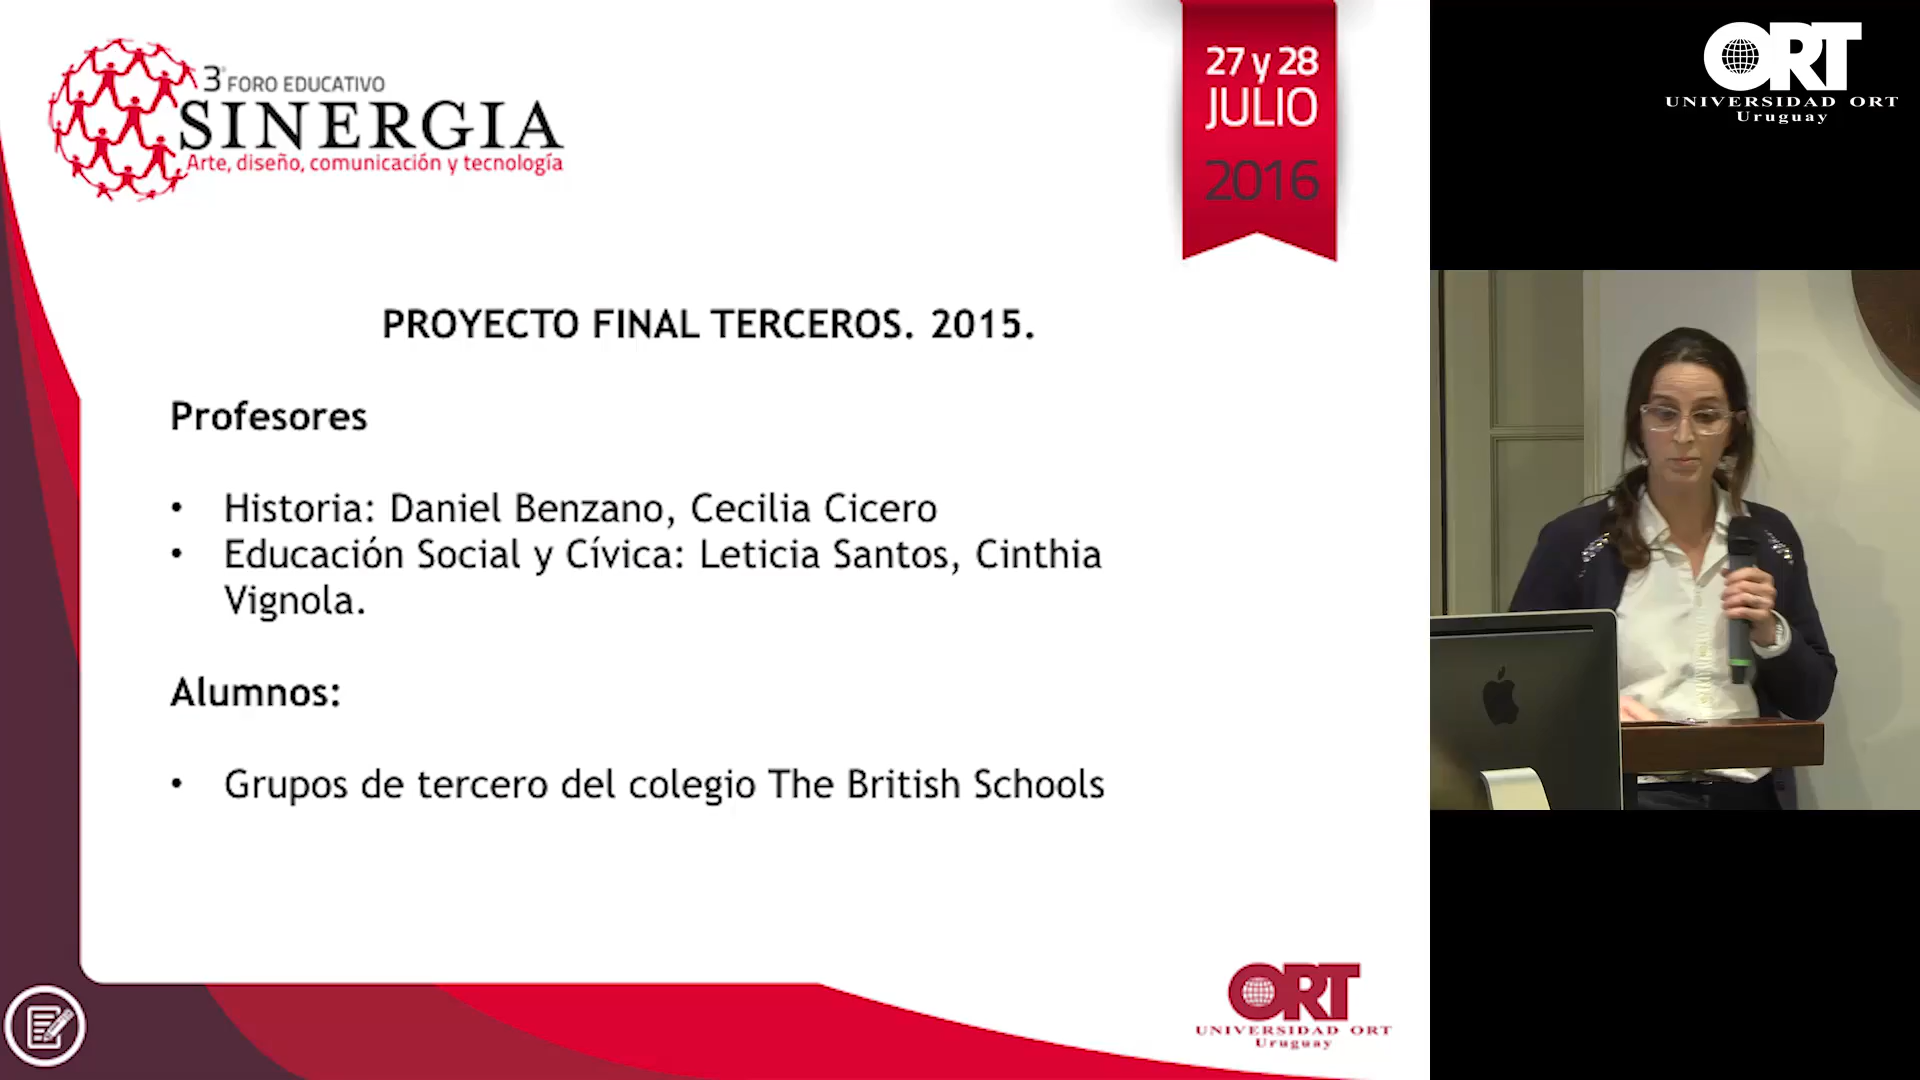 3° FORO EDUCATIVO
SINERGIA
Arte, diseño, comunicación y tecnología
27 y 28
JULIO
2016
ORT
UNIVERSIDAD ORT
Uruguay
PROYECTO FINAL TERCEROS. 2015.
Profesores
• Historia: Daniel Benzano, Cecilia Cicero
• Educación Social y Cívica: Leticia Santos, Cinthia
Vignola.
Alumnos:
• Grupos de tercero del colegio The British Schools
ORT
UNIVERSIDAD ORT
Uruguay